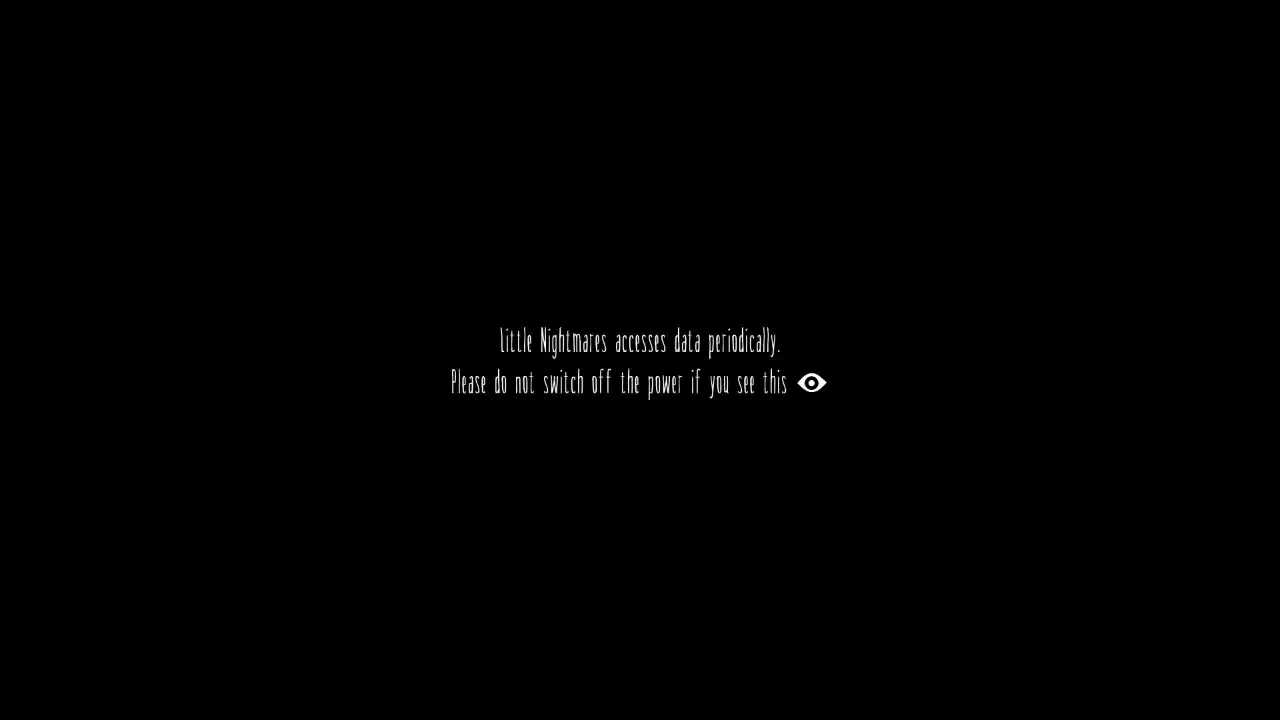 Little Nightmares accesses data periodically.
Please do not switch off the power if you see this